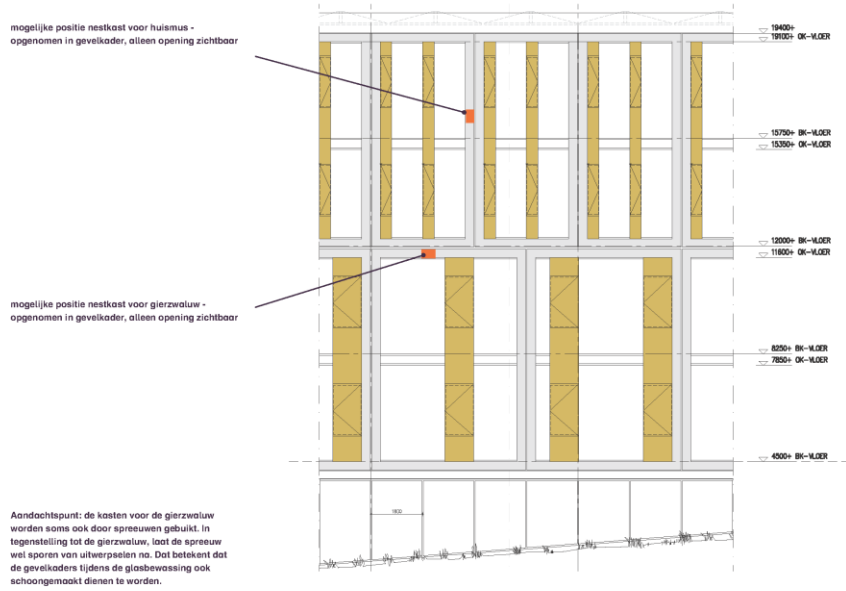 mogelijke positie nestkast voor huismus -
opgenomen in gevelkader, alleen opening zichtbaar
19400+
19100+ OK-VLOER
15750+ BK-VLOER
15350+ OK-VLOER
12000+ BK-VLOER
11600+ OK-VLOER
mogelijke positie nestkast voor gierzwaluw -
opgenomen in gevelkader, alleen opening zichtbaar
8250+ BK-VLOER
7850+ OK-VLOER
4500+ BK-VLOER
Aandachtspunt: de kasten voor de gierzwaluw
worden soms ook door spreeuwen gebuikt. In
tegenstelling tot de gierzwaluw, laat de spreeuw
wel sporen van uitwerpselen na. Dat betekent dat
de gevelkaders tijdens de glasbewassing ook
schoongemaakt dienen te worden.